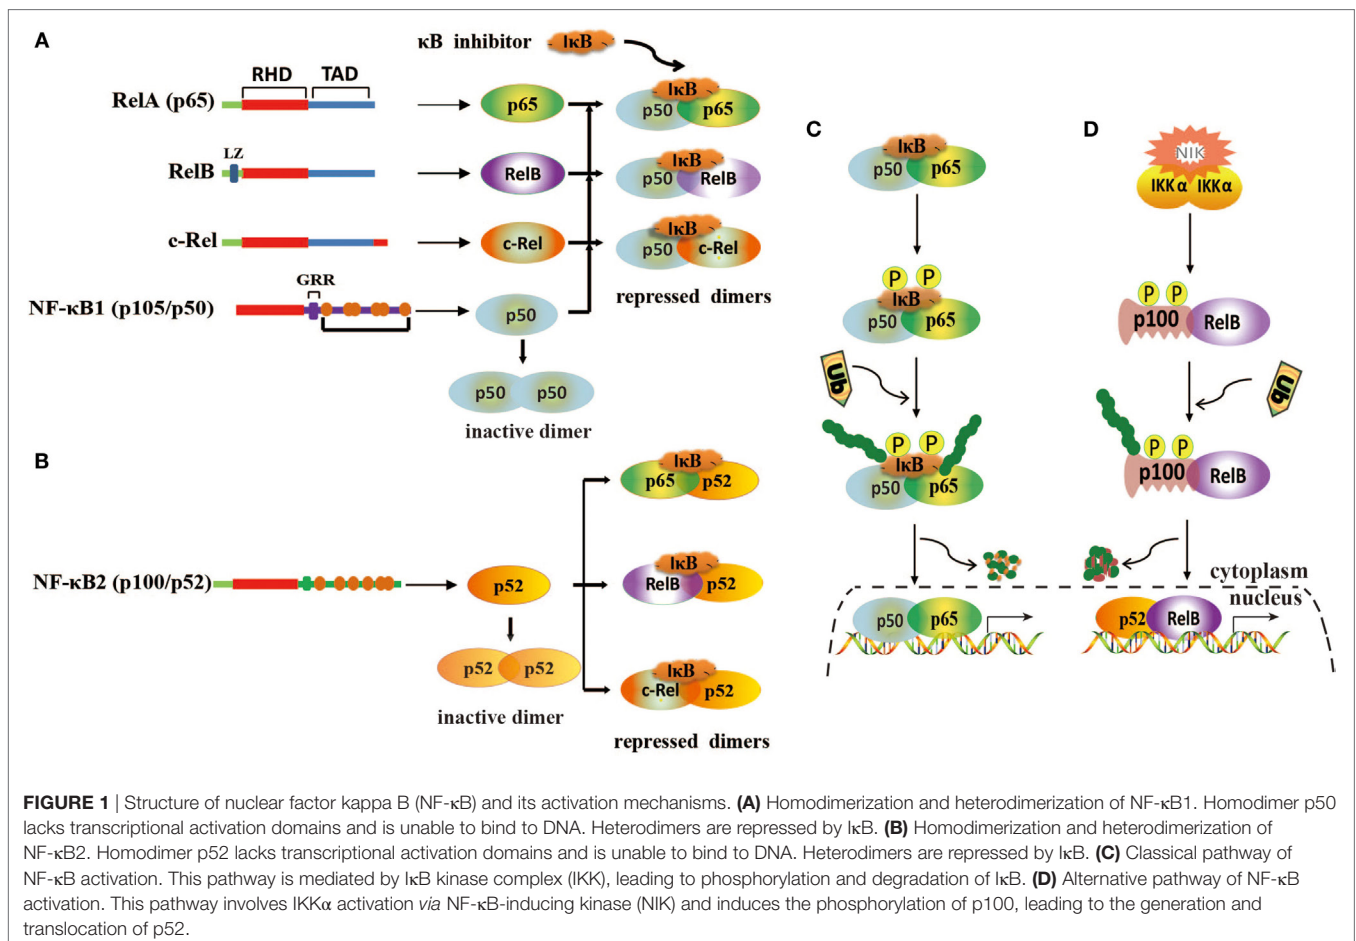 A
κB inhibitor
IκB
RHD
TAD
RelA (p65)
p65
IκB
p50
p65
LZ
RelB
RelB
IκB
p50
RelB
c-Rel
c-Rel
IκB
p50
c-Rel
repressed dimers
GRR
NF-κB1 (p105/p50)
p50
p50
p50
inactive dimer
B
IκB
p65
p52
NF-κB2 (p100/p52)
p52
IκB
RelB
p52
p52
p52
inactive dimer
IκB
c-Rel
p52
repressed dimers
C
IκB
p50
p65
P
P
IκB
p50
p65
Ub
P
P
IκB
p50
p65
p50
p65
D
NIK
IKKα
IKKα
P
P
p100
RelB
Ub
P
P
p100
RelB
cytoplasm
nucleus
p52
RelB
FIGURE 1 | Structure of nuclear factor kappa B (NF-κB) and its activation mechanisms. (A) Homodimerization and heterodimerization of NF-κB1. Homodimer p50
lacks transcriptional activation domains and is unable to bind to DNA. Heterodimers are repressed by IκB. (B) Homodimerization and heterodimerization of
NF-κB2. Homodimer p52 lacks transcriptional activation domains and is unable to bind to DNA. Heterodimers are repressed by IκB. (C) Classical pathway of
NF-κB activation. This pathway is mediated by IκB kinase complex (IKK), leading to phosphorylation and degradation of IκB. (D) Alternative pathway of NF-κB
activation. This pathway involves IKKα activation via NF-κB-inducing kinase (NIK) and induces the phosphorylation of p100, leading to the generation and
translocation of p52.